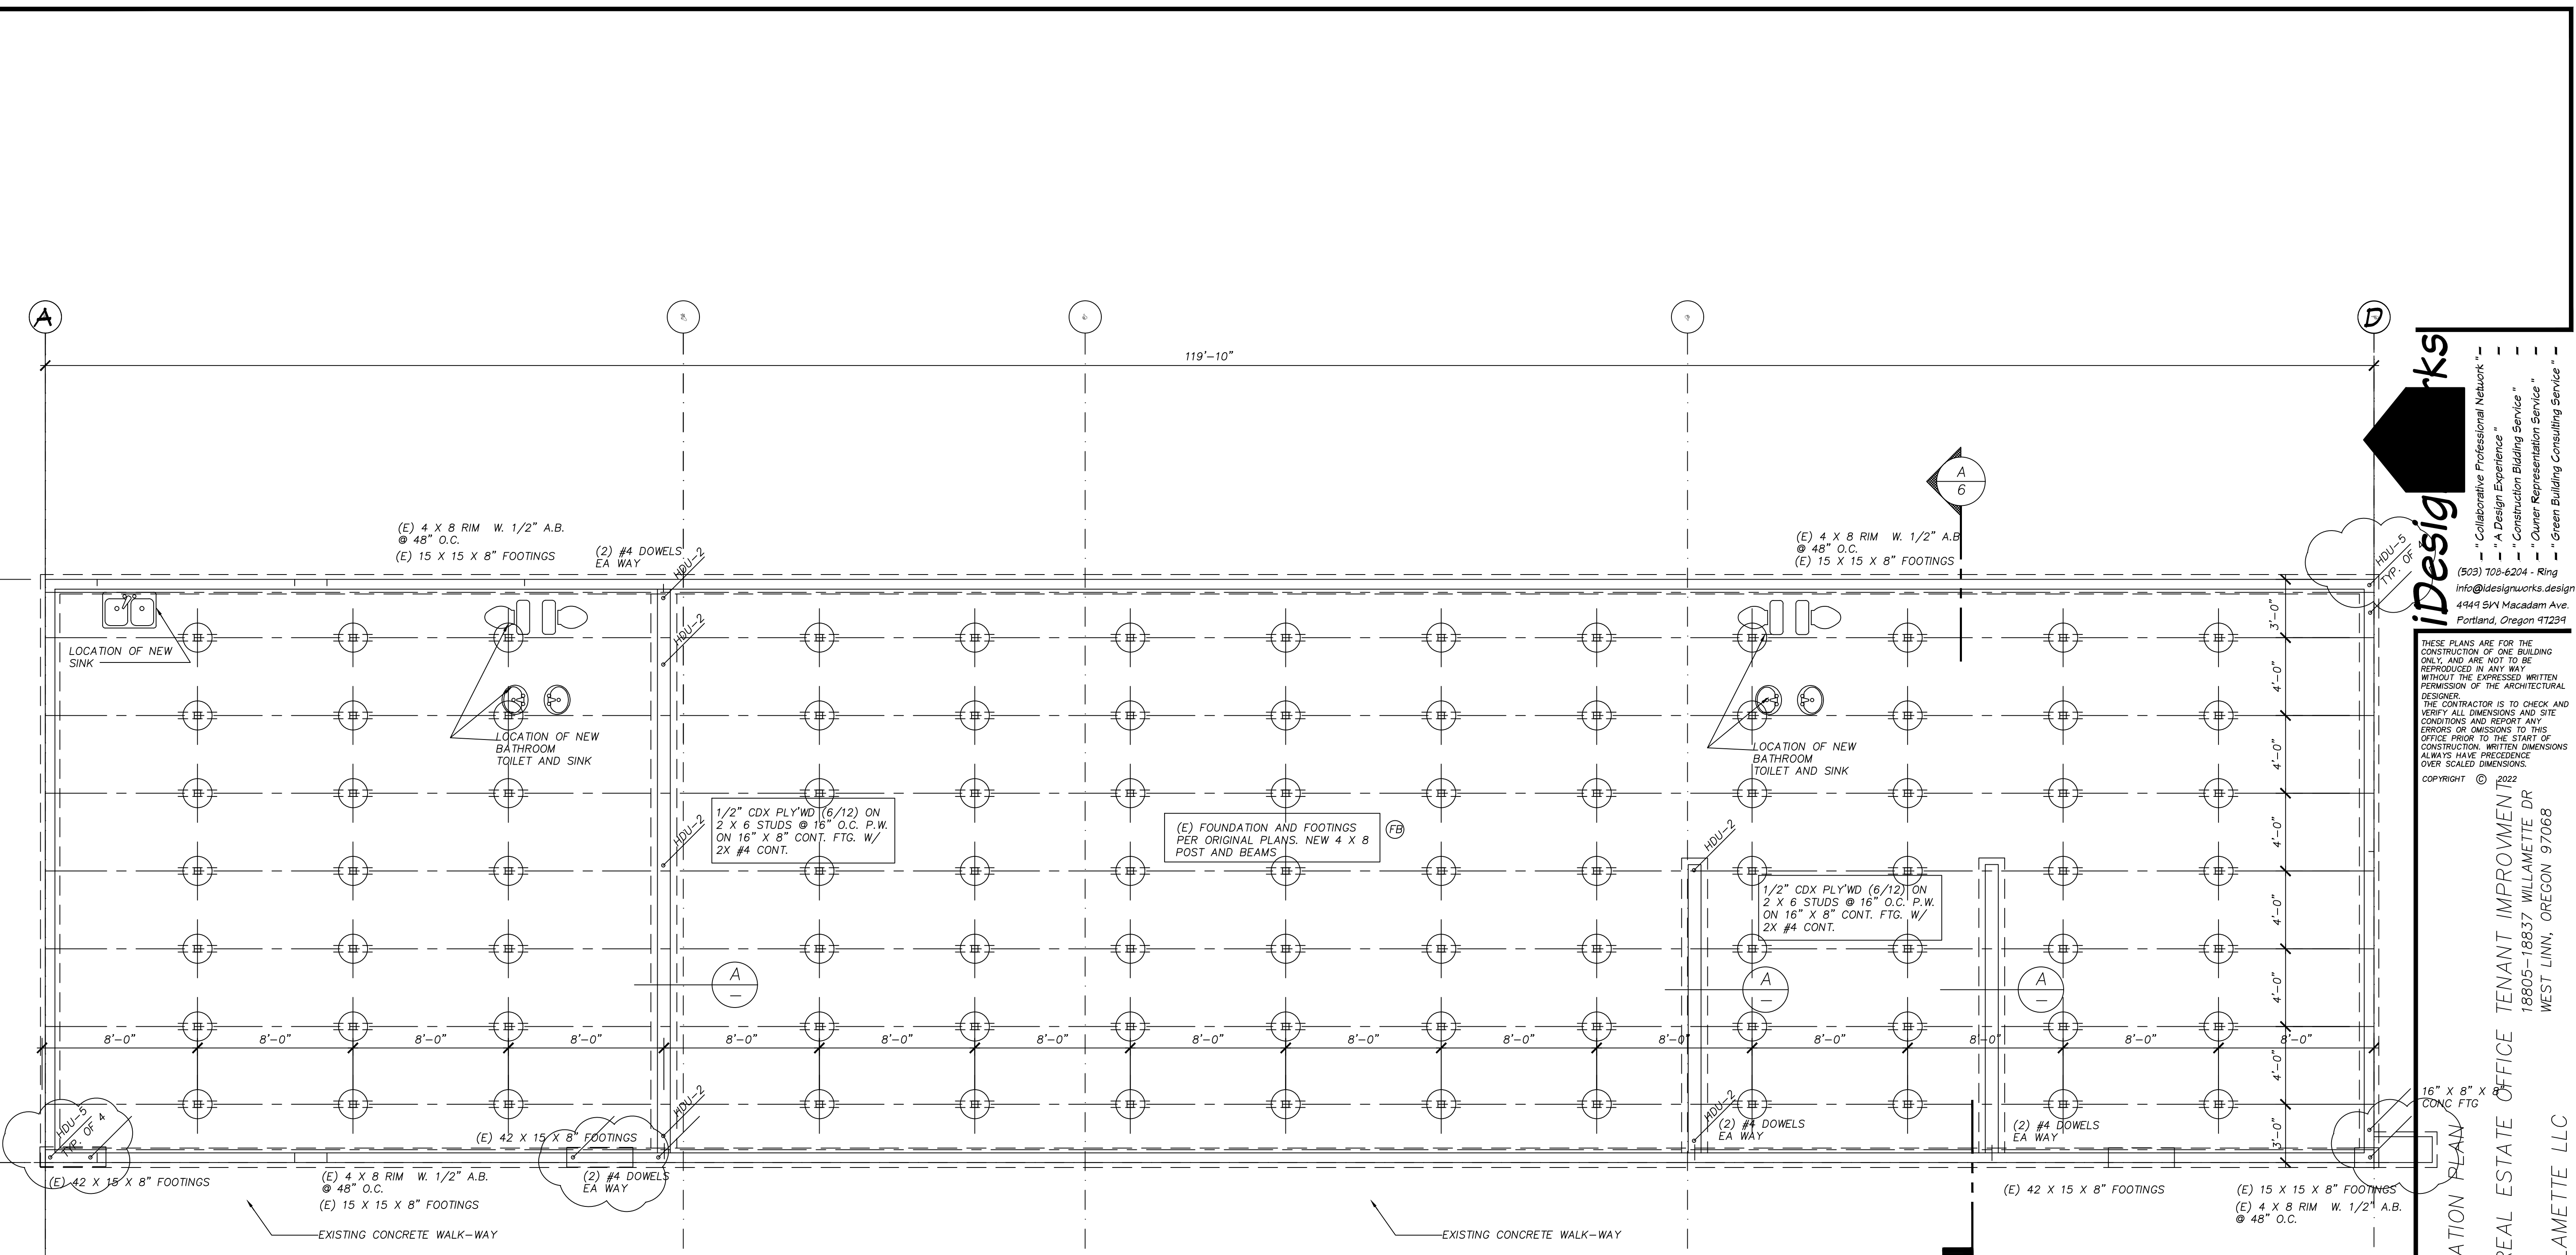 A
D
119'-10"
A
6
(E) 4 X 8 RIM W. 1/2" A.B.
@ 48" O.C.
(E) 15 X 15 X 8" FOOTINGS
(2) #4 DOWELS
EA WAY
HDU-2
(E) 4 X 8 RIM W. 1/2" A.B
@ 48" O.C.
(E) 15 X 15 X 8" FOOTINGS
HDU-5
TYP. OF 4
3'-0"
HDU-2
LOCATION OF NEW
SINK
4'-0"
LOCATION OF NEW
BATHROOM
TOILET AND SINK
LOCATION OF NEW
BATHROOM
TOILET AND SINK
4'-0"
HDU-2
1/2" CDX PLY'WD (6/12) ON
2 X 6 STUDS @ 16" O.C. P.W.
ON 16" X 8" CONT. FTG. W/
2X #4 CONT.
(E) FOUNDATION AND FOOTINGS
PER ORIGINAL PLANS. NEW 4 X 8
POST AND BEAMS
FB
HDU-2
4'-0"
1/2" CDX PLY'WD (6/12) ON
2 X 6 STUDS @ 16" O.C. P.W.
ON 16" X 8" CONT. FTG. W/
2X #4 CONT.
4'-0"
A
–
A
–
A
–
4'-0"
8'-0" 8'-0" 8'-0" 8'-0" 8'-0" 8'-0" 8'-0" 8'-0" 8'-0" 8'-0" 8'-0" 8'-0" 8'-0" 8'-0" 8'-0"
4'-0"
HDU-5
TYP. OF 4
HDU-2
HDU-2
(2) #4 DOWELS
EA WAY
(2) #4 DOWELS
EA WAY
3'-0"
16" X 8" X 8"
CONC FTG
(E) 42 X 15 X 8" FOOTINGS
(E) 42 X 15 X 8" FOOTINGS
(E) 4 X 8 RIM W. 1/2" A.B.
@ 48" O.C.
(E) 15 X 15 X 8" FOOTINGS
(2) #4 DOWELS
EA WAY
(E) 42 X 15 X 8" FOOTINGS
(E) 15 X 15 X 8" FOOTINGS
(E) 4 X 8 RIM W. 1/2" A.B.
@ 48" O.C.
EXISTING CONCRETE WALK-WAY
EXISTING CONCRETE WALK-WAY
iDesig rks
- "Collaborative Professional Network" -
- "A Design Experience" -
- "Construction Bidding Service" -
- "Owner Representation Service" -
- "Green Building Consulting Service" -
(503) 708-6204 - Ring
info@idesignworks.design
4949 SW Macadam Ave.
Portland, Oregon 97239
THESE PLANS ARE FOR THE
CONSTRUCTION OF ONE BUILDING
ONLY, AND ARE NOT TO BE
REPRODUCED IN ANY WAY
WITHOUT THE EXPRESSED WRITTEN
PERMISSION OF THE ARCHITECTURAL
DESIGNER.
THE CONTRACTOR IS TO CHECK AND
VERIFY ALL DIMENSIONS AND SITE
CONDITIONS AND REPORT ANY
ERRORS OR OMISSIONS TO THIS
OFFICE PRIOR TO THE START OF
CONSTRUCTION. WRITTEN DIMENSIONS
ALWAYS HAVE PRECEDENCE
OVER SCALED DIMENSIONS.
COPYRIGHT © 2022
ATION PLAN
REAL ESTATE OFFICE TENANT IMPROVMENT
18805-18837 WILLAMETTE DR
WEST LINN, OREGON 97068
AMETTE LLC